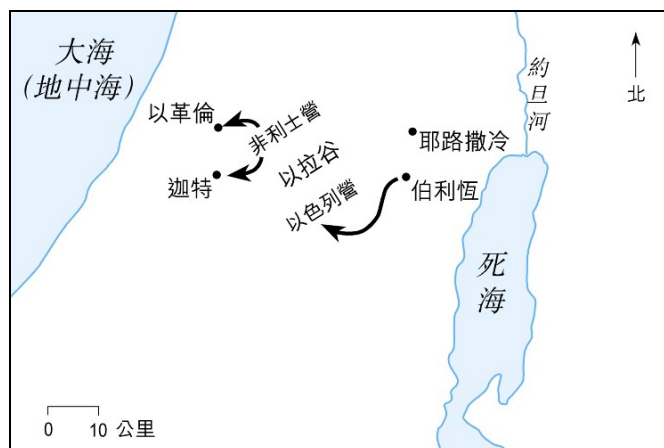 大海
(地中海)
約旦河
北
以革倫
非利士營
耶路撒冷
以拉谷
迦特
伯利恆
以色列營
死海
0 10 公里